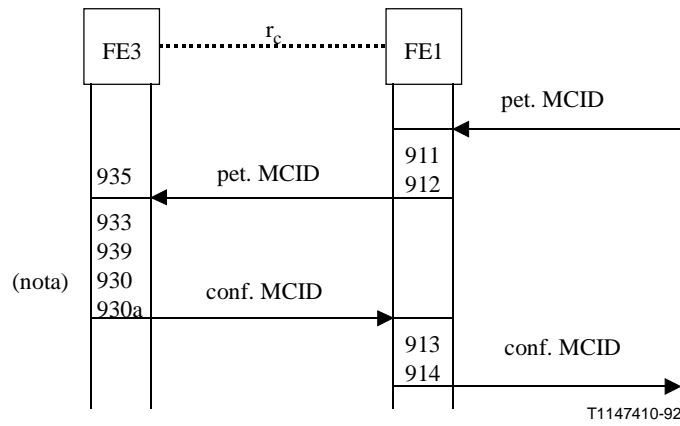 FE3
r_c
FE1
pet. MCID
911
935
pet. MCID
912
933
939
930
(nota)
930a
conf. MCID
913
conf. MCID
914
T1147410-92